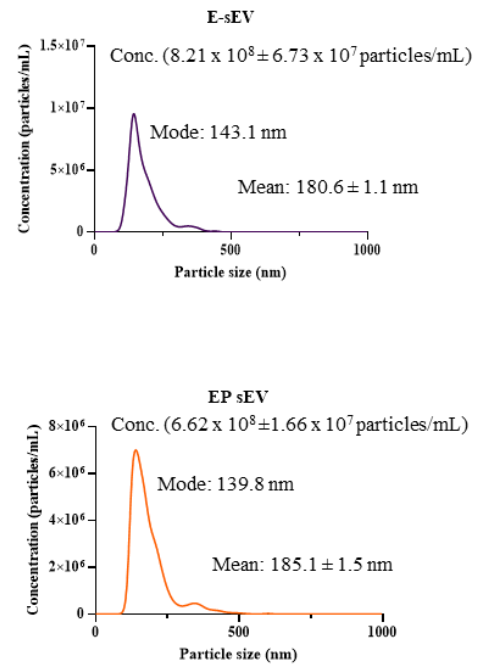 E-sEV
Conc. (8.21 x 10⁸ ± 6.73 x 10⁷ particles/mL)
Mode: 143.1 nm
Mean: 180.6 ± 1.1 nm
Concentration (particles/mL)
1.5×10⁷
1×10⁷
5×10⁶
0
0 500 1000
Particle size (nm)
EP sEV
Conc. (6.62 x 10⁸ ±1.66 x 10⁷ particles/mL)
Mode: 139.8 nm
Mean: 185.1 ± 1.5 nm
Concentration (particles/mL)
8×10⁶
6×10⁶
4×10⁶
2×10⁶
0
0 500 1000
Particle size (nm)